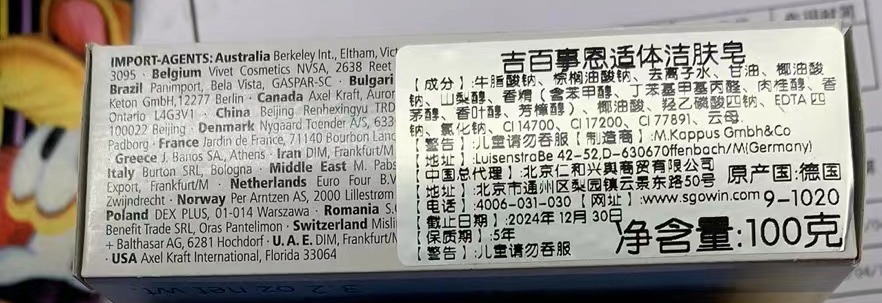 IMPORT-AGENTS: Australia Berkeley Int., Eltham, Vict
3095 · Belgium Vivet Cosmetics NVSA, 2638 Reet
Brazil Panimport, Bela Vista, GASPAR-SC · Bulgari
Keton GmbH, 12277 Berlin · Canada Axel Kraft, Auror
Ontario L4G3V1 · China Beijing Renhexingyu TRD
100022 Beijing · Denmark Nygaard Toender A/S, 633
Padborg · France Jardin de France, 71140 Bourbon Lanc
· Greece J. Banos SA., Athens · Iran DIM, Frankfurt/M
Italy Burton SRL, Bologna · Middle East M. Pabs
Export, Frankfurt/M · Netherlands Euro Four B.V
Zwijndrecht · Norway Per Arntzen AS, 2000 Lillestrøm
Poland DEX PLUS, 01-014 Warszawa · Romania S.
Benefit Trade SRL, Oras Pantelimon · Switzerland Misli
+ Balthasar AG, 6281 Hochdorf · U. A. E. DIM, Frankfurt/M
· USA Axel Kraft International, Florida 33064
3.2 oz net wt.
吉百事恩适体洁肤皂
【成分】:牛脂酸钠、棕榈油酸钠、去离子水、甘油、椰油酸
钠、山梨醇、香精（含苯甲醇、丁苯基甲基丙醛、肉桂醇、香
茅醇、香叶醇、芳樟醇）、椰油酸、羟乙磷酸四钠、EDTA 四
钠、氯化钠、CI 14700、CI 17200、CI 77891、云母.
【警告】:儿童请勿吞服【制造商】:M.Kappus GmbH&Co
【地址】:Luisenstraße 42-52,D-630670ffenbach/M(Germany)
【中国总代理】:北京仁和兴舆商贸有限公司
【地址】:北京市通州区梨园镇云景东路50号 原产国:德国
【电话】:4006-031-030【网址】:www.sgowin.com 9-1020
【截止日期】:2024年12月30日
【保质期】:5年
【警告】:儿童请勿吞服 净含量:100克